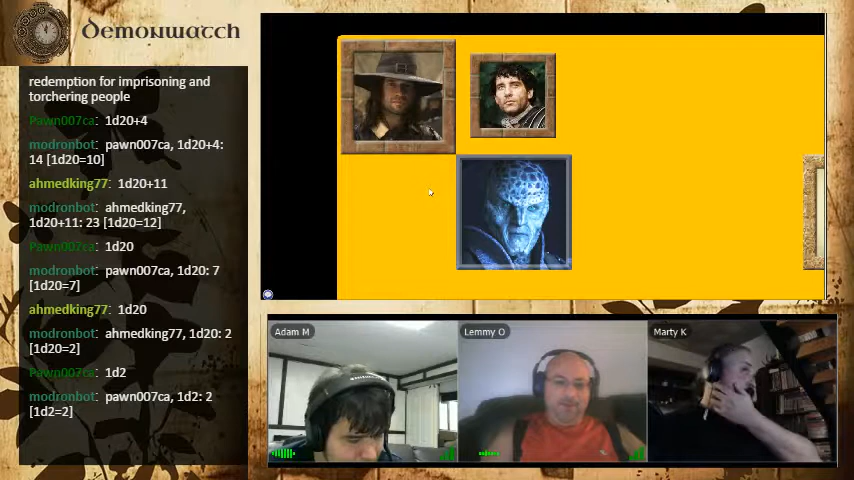 Demonwatch
redemption for imprisoning and
torchering people
Pawn007ca: 1d20+4
modronbot: pawn007ca, 1d20+4:
14 [1d20=10]
ahmedking77: 1d20+11
modronbot: ahmedking77,
1d20+11: 23 [1d20=12]
Pawn007ca: 1d20
modronbot: pawn007ca, 1d20: 7
[1d20=7]
ahmedking77: 1d20
modronbot: ahmedking77, 1d20: 2
[1d20=2]
Pawn007ca: 1d2
modronbot: pawn007ca, 1d2: 2
[1d2=2]
Adam M
Lemmy O
Marty K